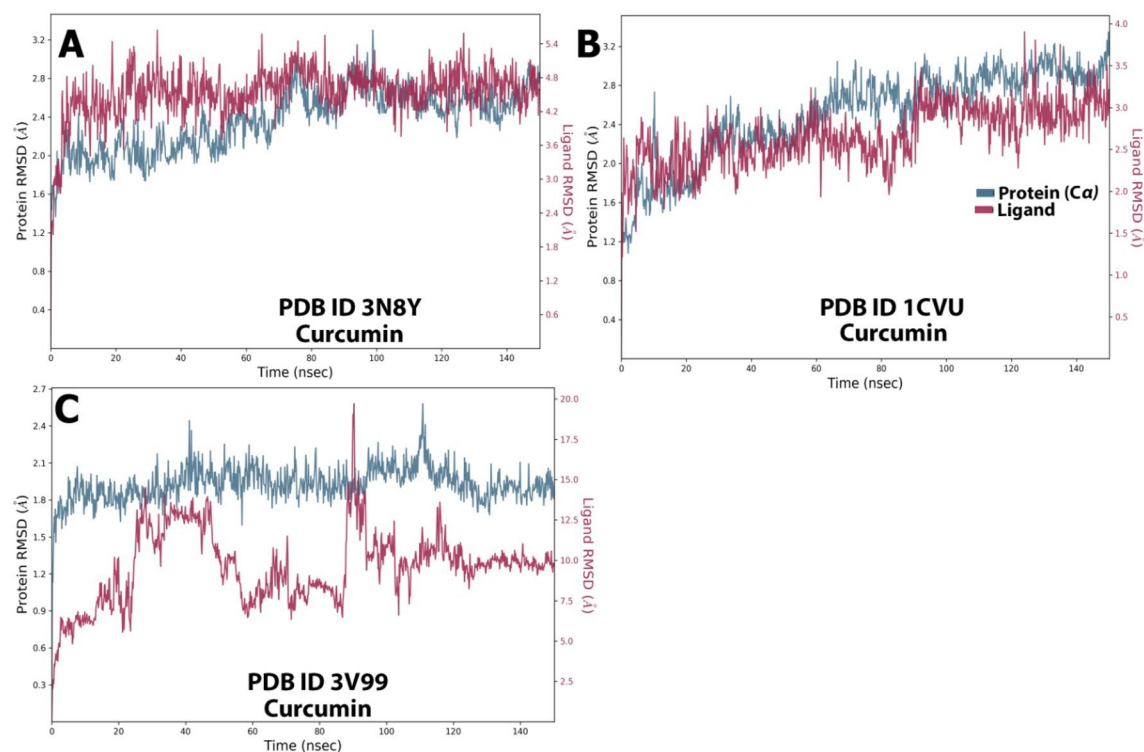 A
3.2
2.8
2.4
2.0
1.6
1.2
0.8
0.4
Protein RMSD (Å)
5.4
4.8
4.2
3.6
3.0
2.4
1.8
1.2
0.6
Ligand RMSD (Å)
PDB ID 3N8Y
Curcumin
0 20 40 60 80 100 120 140
Time (nsec)
B
3.2
2.8
2.4
2.0
1.6
1.2
0.8
0.4
Protein RMSD (Å)
4.0
3.5
3.0
2.5
2.0
1.5
1.0
0.5
Ligand RMSD (Å)
Protein (Cα)
Ligand
PDB ID 1CVU
Curcumin
0 20 40 60 80 100 120 140
Time (nsec)
C
2.7
2.4
2.1
1.8
1.5
1.2
0.9
0.6
0.3
Protein RMSD (Å)
20.0
17.5
15.0
12.5
10.0
7.5
5.0
2.5
Ligand RMSD (Å)
PDB ID 3V99
Curcumin
0 20 40 60 80 100 120 140
Time (nsec)